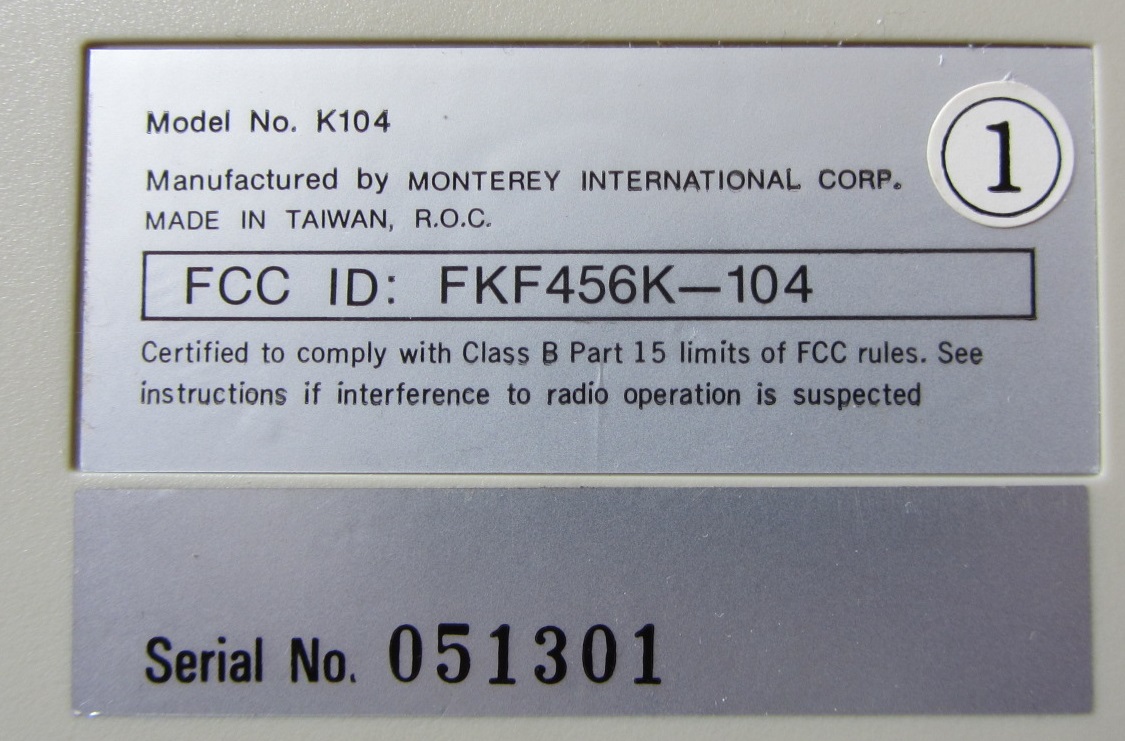 Model No. K104
1
Manufactured by MONTEREY INTERNATIONAL CORP.
MADE IN TAIWAN, R.O.C.
FCC ID: FKF456K—104
Certified to comply with Class B Part 15 limits of FCC rules. See
instructions if interference to radio operation is suspected
Serial No. 051301